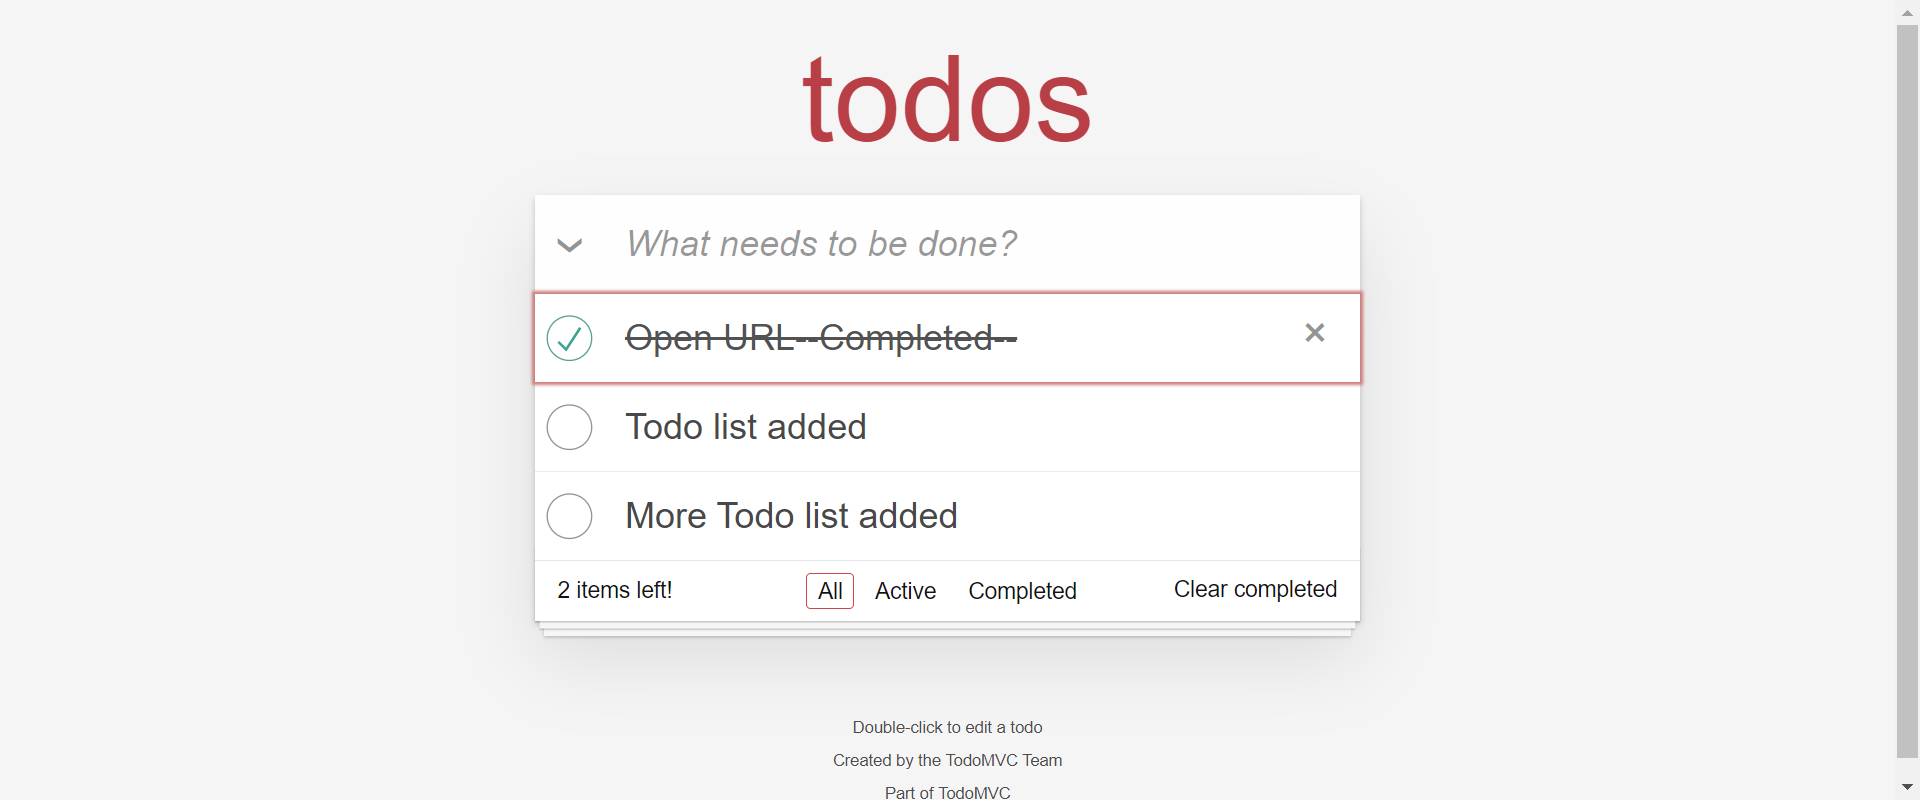 todos
What needs to be done?
Open URL--Completed--
Todo list added
More Todo list added
2 items left! All Active Completed Clear completed
Double-click to edit a todo
Created by the TodoMVC Team
Part of TodoMVC